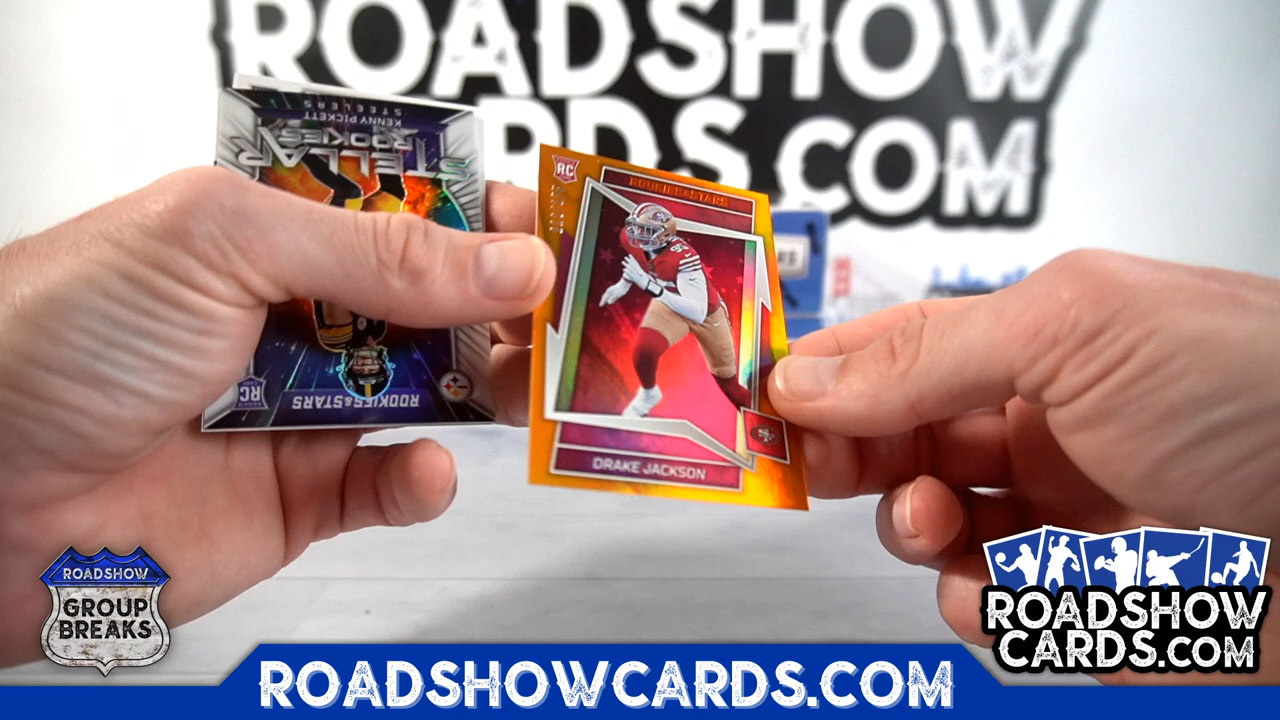 ROADSHOW
CARDS
.COM
KENNY PICKETT
STEELERS
STELLAR
ROOKIES
RC
ROOKIES&STARS
RC
ROOKIES&STARS
DRAKE JACKSON
ROADSHOW
GROUP
BREAKS
ROADSHOW
CARDS.COM
ROADSHOWCARDS.COM